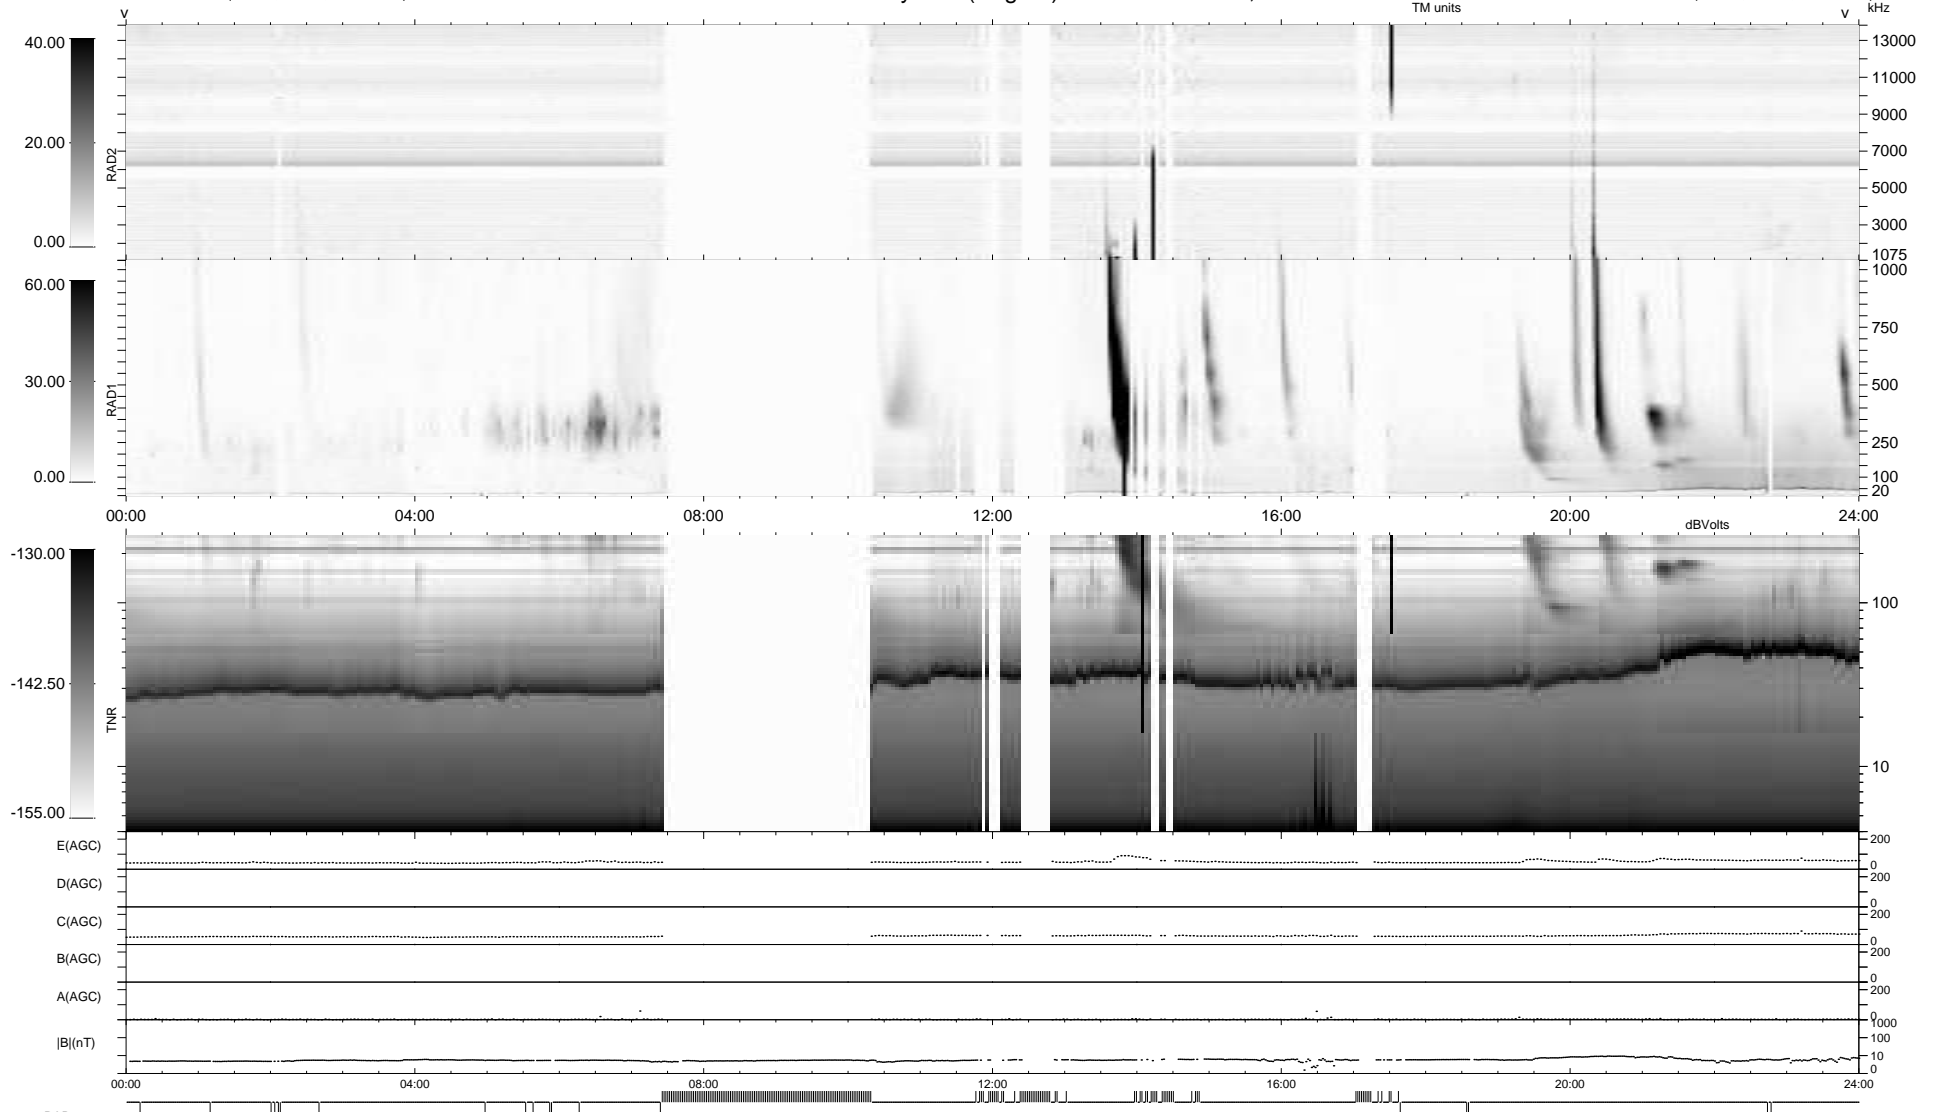 TM units
v v kHz
40.00
20.00
0.00
RAD2
13000
11000
9000
7000
5000
3000
1075
60.00
30.00
0.00
RAD1
1000
750
500
250
100
20
00:00 04:00 08:00 12:00 16:00 20:00 24:00
dBVolts
-130.00
-142.50
-155.00
TNR
100
10
E(AGC) 200
0
D(AGC) 200
0
C(AGC) 200
0
B(AGC) 200
0
A(AGC) 200
0
|B|(nT) 1000
100
10
0
00:00 04:00 08:00 12:00 16:00 20:00 24:00